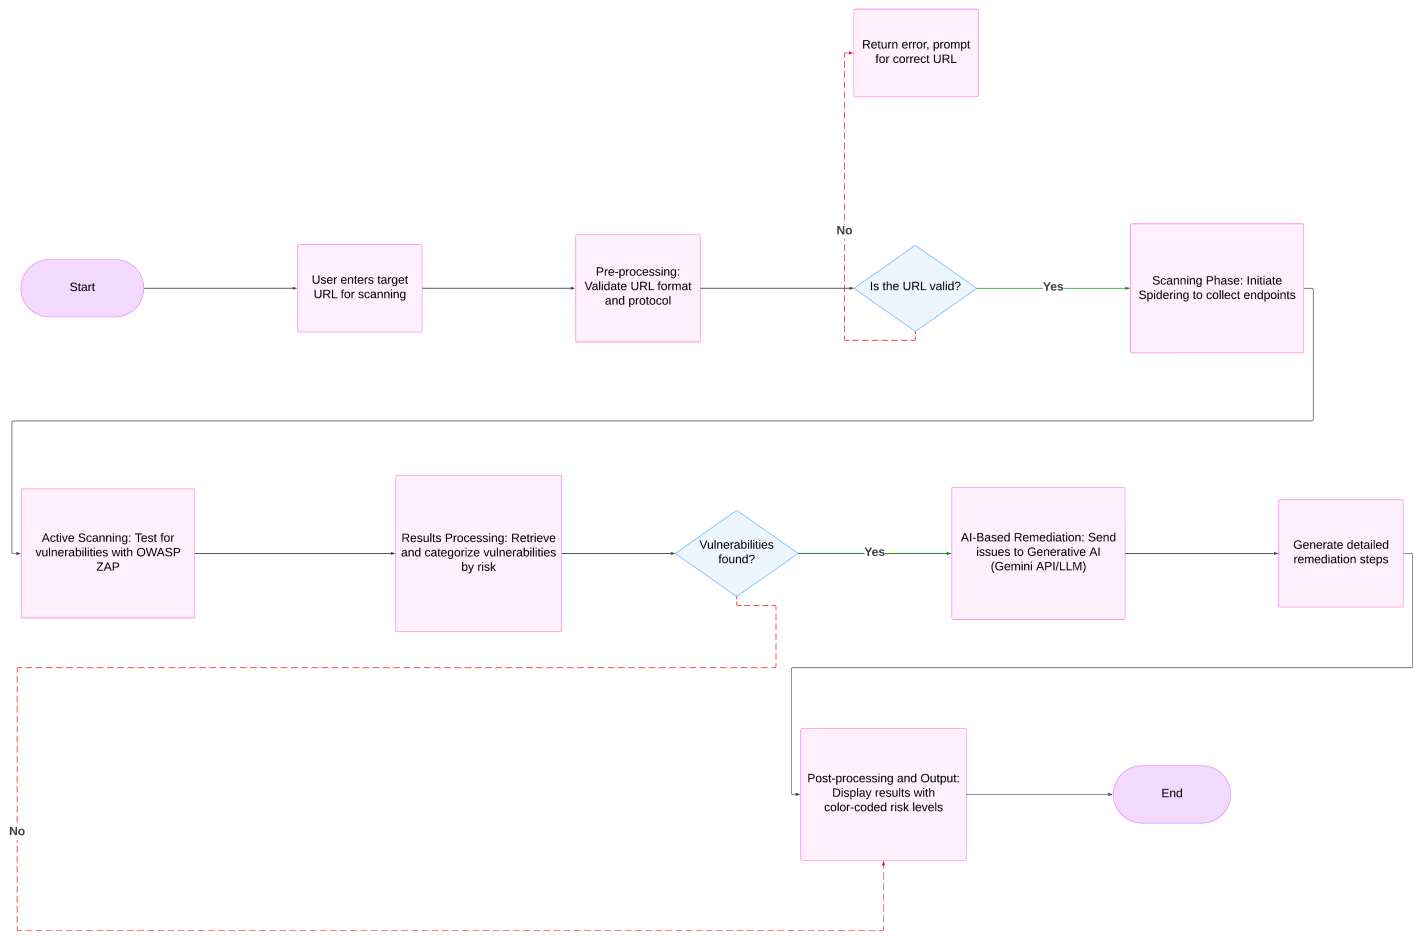 Return error, prompt
for correct URL
No
Start
User enters target
URL for scanning
Pre-processing:
Validate URL format
and protocol
Is the URL valid?
Yes
Scanning Phase: Initiate
Spidering to collect endpoints
Active Scanning: Test for
vulnerabilities with OWASP
ZAP
Results Processing: Retrieve
and categorize vulnerabilities
by risk
Vulnerabilities
found?
Yes
AI-Based Remediation: Send
issues to Generative AI
(Gemini API/LLM)
Generate detailed
remediation steps
Post-processing and Output:
Display results with
color-coded risk levels
End
No